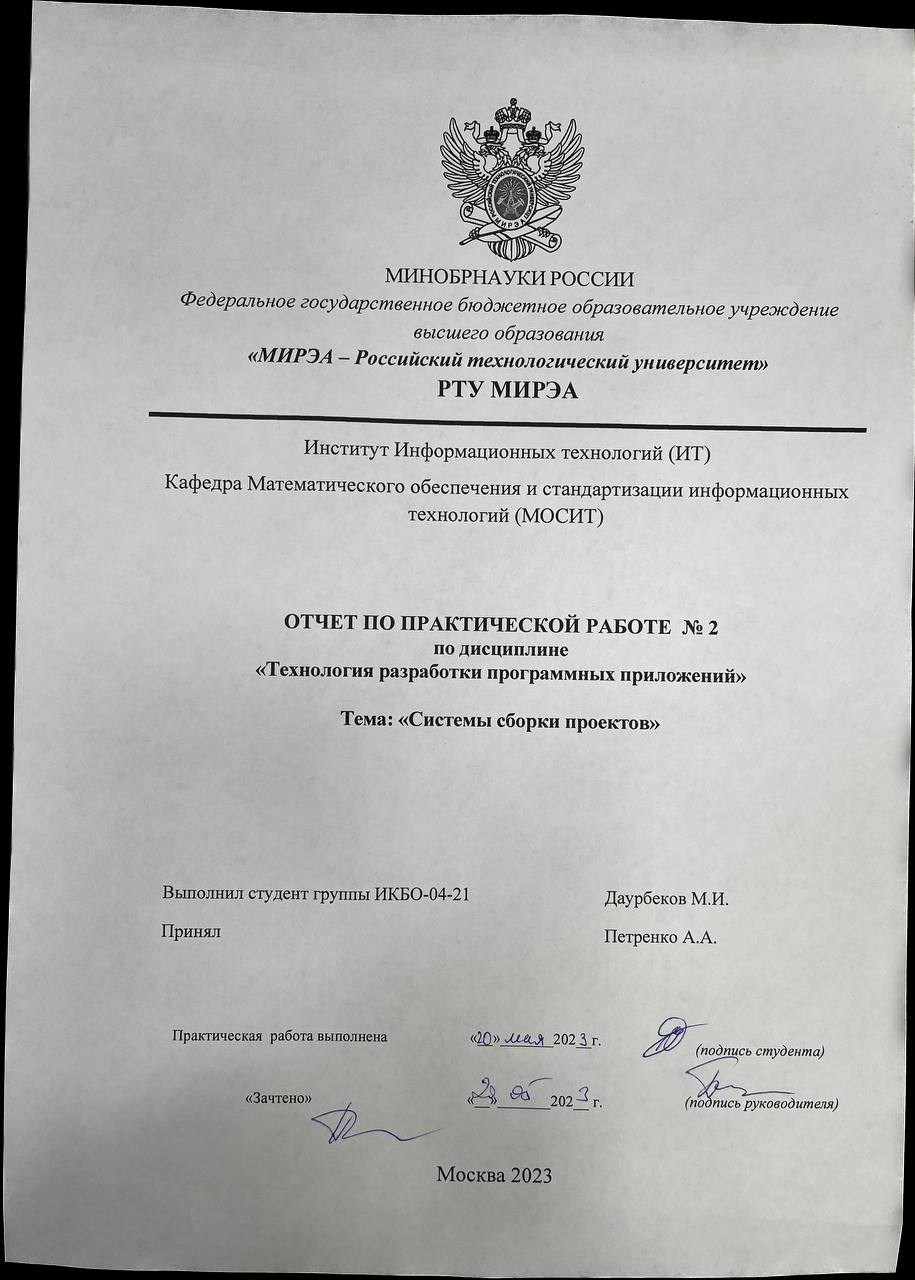 МИНОБРНАУКИ РОССИИ
Федеральное государственное бюджетное образовательное учреждение
высшего образования
«МИРЭА – Российский технологический университет»
РТУ МИРЭА
Институт Информационных технологий (ИТ)
Кафедра Математического обеспечения и стандартизации информационных
технологий (МОСИТ)
ОТЧЕТ ПО ПРАКТИЧЕСКОЙ РАБОТЕ № 2
по дисциплине
«Технология разработки программных приложений»
Тема: «Системы сборки проектов»
Выполнил студент группы ИКБО-04-21 Даурбеков М.И.
Принял Петренко А.А.
Практическая работа выполнена «20» мая 2023 г. (подпись студента)
«Зачтено» 05 2023 г. (подпись руководителя)
Москва 2023